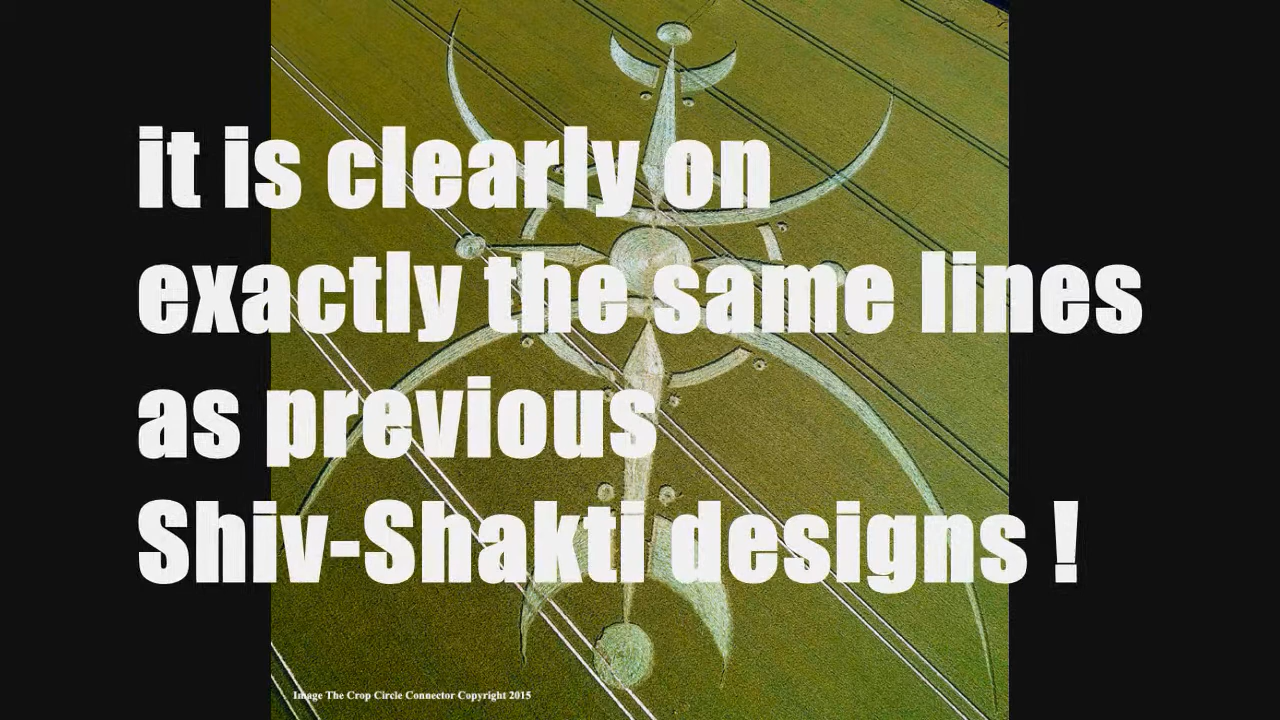 it is clearly on
exactly the same lines
as previous
Shiv-Shakti designs !
Image The Crop Circle Connector Copyright 2015